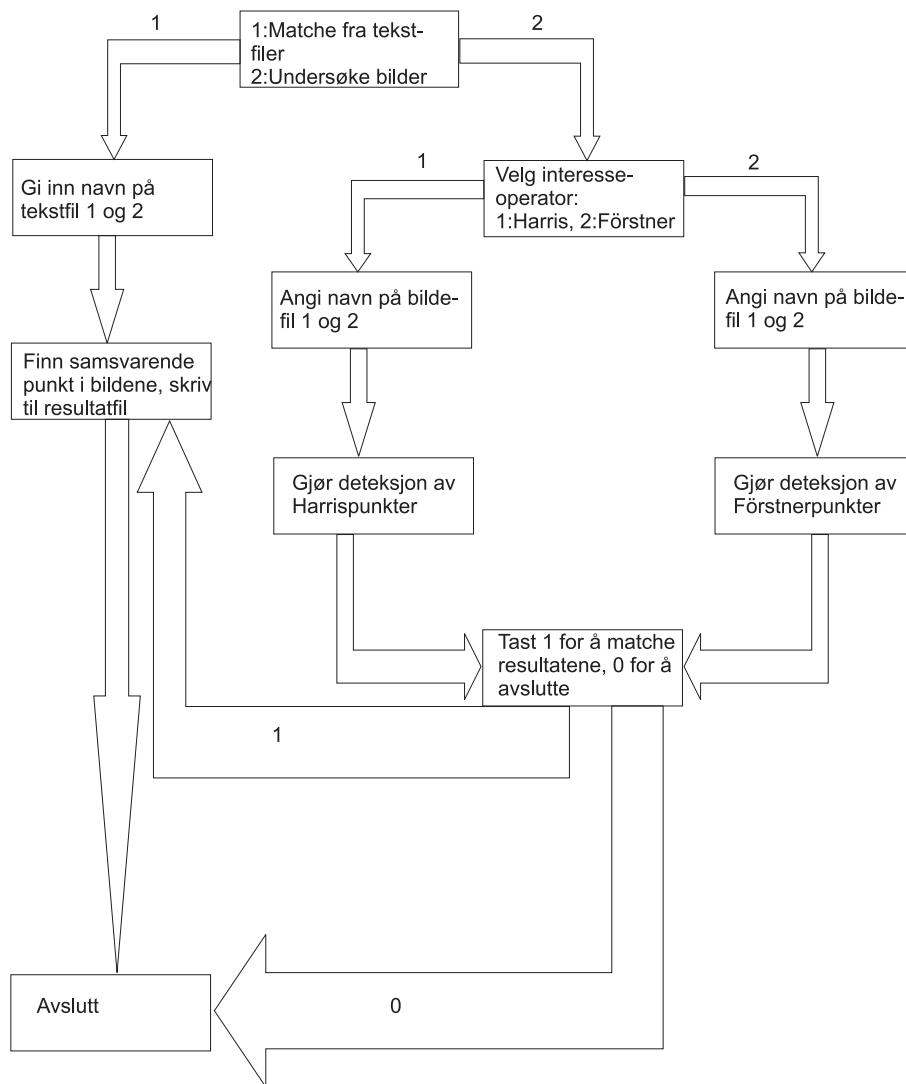 1
1:Matche fra tekst-
filer
2:Undersøke bilder
2
Gi inn navn på
tekstfil 1 og 2
1
Velg interesse-
operator:
1:Harris, 2:Förstner
2
Angi navn på bilde-
fil 1 og 2
Angi navn på bilde-
fil 1 og 2
Finn samsvarende
punkt i bildene, skriv
til resultatfil
Gjør deteksjon av
Harrispunkter
Gjør deteksjon av
Förstnerpunkter
Tast 1 for å matche
resultatene, 0 for å
avslutte
1
Avslutt
0